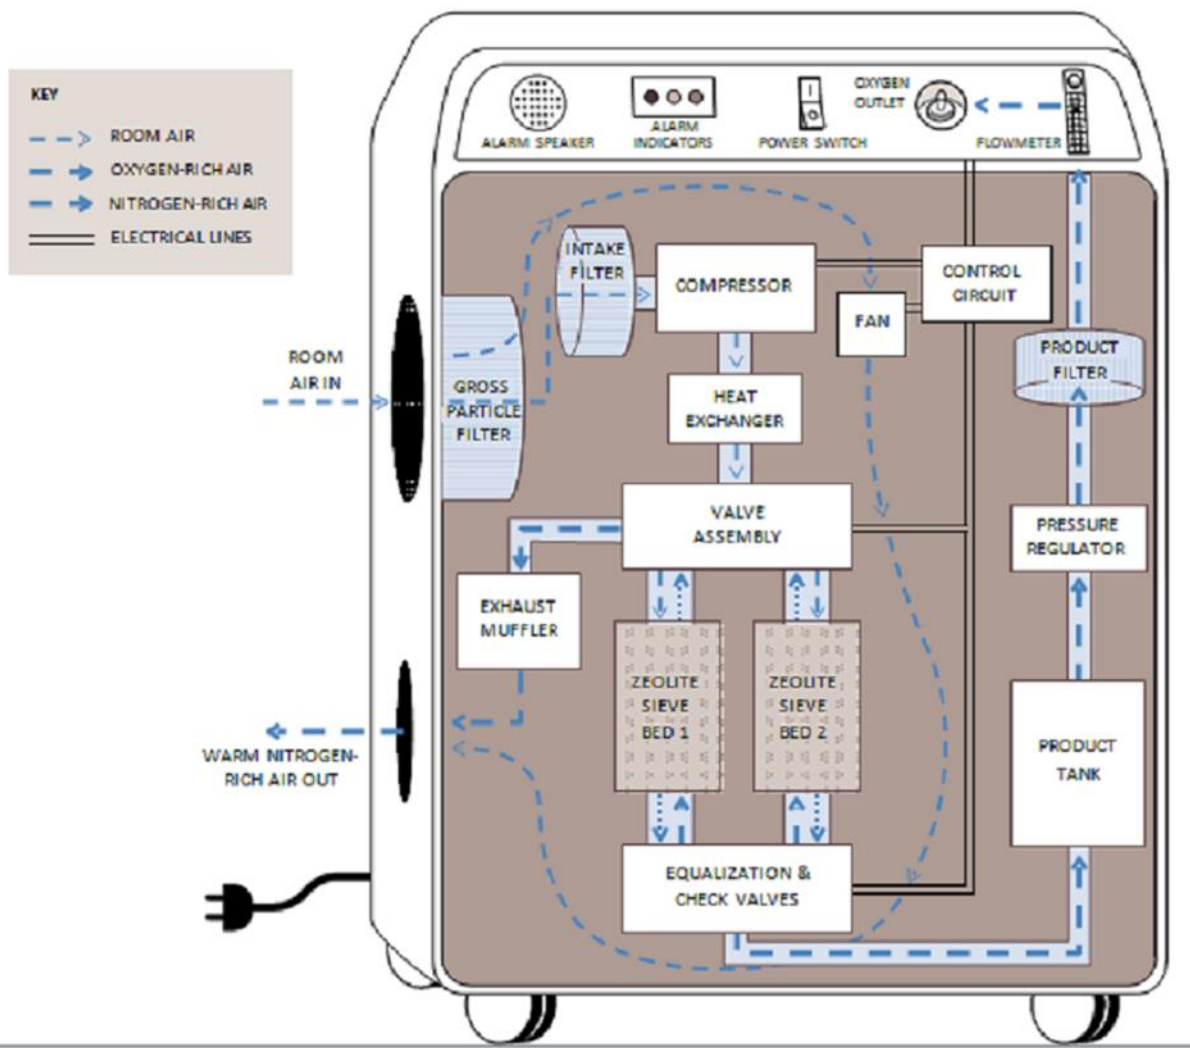 KEY
ROOM AIR
OXYGEN-RICH AIR
NITROGEN-RICH AIR
ELECTRICAL LINES
ALARM SPEAKER
ALARM
INDICATORS
POWER SWITCH
OXYGEN
OUTLET
FLOWMETER
INTAKE
FILTER
COMPRESSOR
CONTROL
CIRCUIT
FAN
ROOM
AIR IN
GROSS
PARTICLE
FILTER
HEAT
EXCHANGER
PRODUCT
FILTER
VALVE
ASSEMBLY
PRESSURE
REGULATOR
EXHAUST
MUFFLER
ZEOLITE
SIEVE
BED 1
ZEOLITE
SIEVE
BED 2
WARM NITROGEN-
RICH AIR OUT
PRODUCT
TANK
EQUALIZATION &
CHECK VALVES